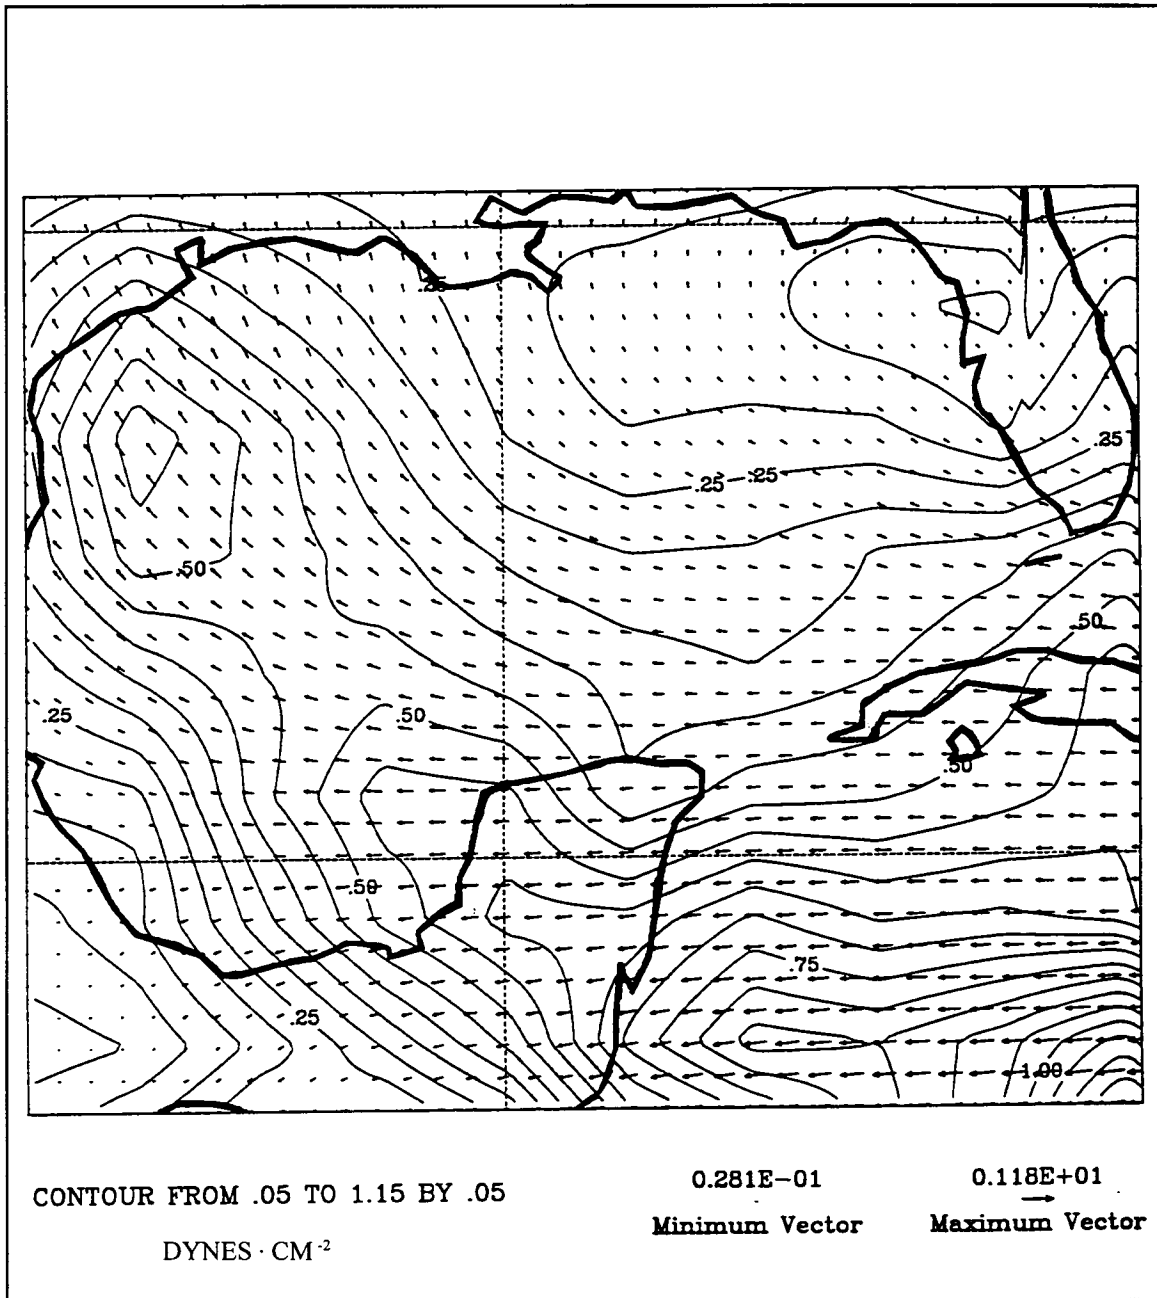 .25
.25
.25
.25
.50
.50
.25
.50
.50
.50
.75
.25
1.00
CONTOUR FROM .05 TO 1.15 BY .05
DYNES · CM⁻²
0.281E−01
Minimum Vector
0.118E+01
Maximum Vector